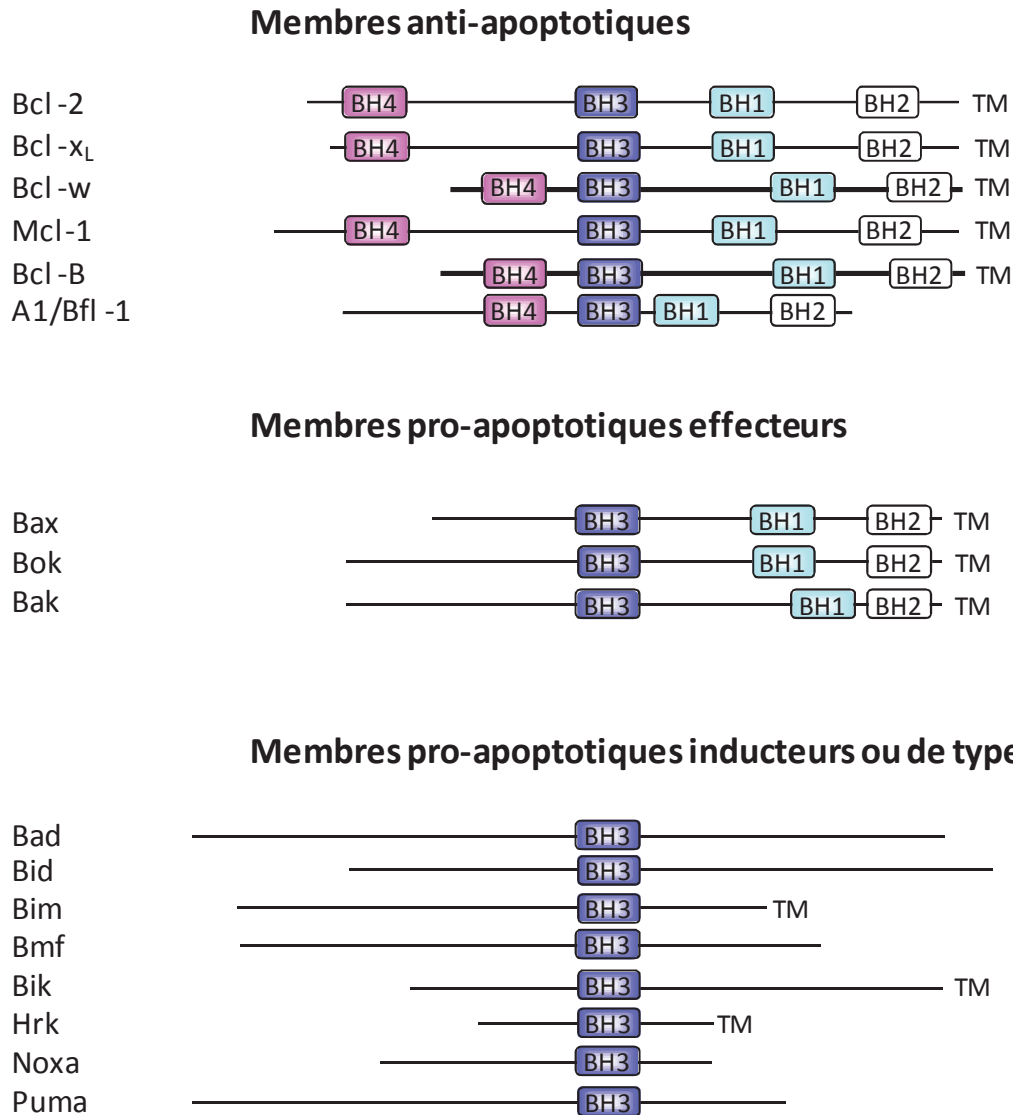 Membres anti-apoptotiques
Bcl -2 BH4 BH3 BH1 BH2 TM
Bcl -xL BH4 BH3 BH1 BH2 TM
Bcl -w BH4 BH3 BH1 BH2 TM
Mcl -1 BH4 BH3 BH1 BH2 TM
Bcl -B BH4 BH3 BH1 BH2 TM
A1/Bfl -1 BH4 BH3 BH1 BH2
Membres pro-apoptotiques effecteurs
Bax BH3 BH1 BH2 TM
Bok BH3 BH1 BH2 TM
Bak BH3 BH1 BH2 TM
Membres pro-apoptotiques inducteurs ou de type
Bad BH3
Bid BH3
Bim BH3 TM
Bmf BH3
Bik BH3 TM
Hrk BH3 TM
Noxa BH3
Puma BH3